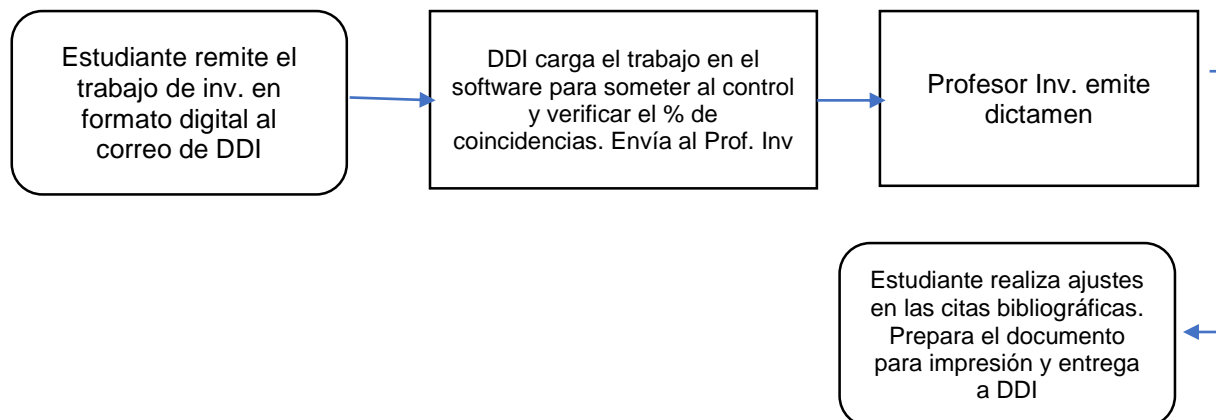 Estudiante remite el
trabajo de inv. en
formato digital al
correo de DDI
DDI carga el trabajo en el
software para someter al control
y verificar el % de
coincidencias. Envía al Prof. Inv
Profesor Inv. emite
dictamen
Estudiante realiza ajustes
en las citas bibliográficas.
Prepara el documento
para impresión y entrega
a DDI